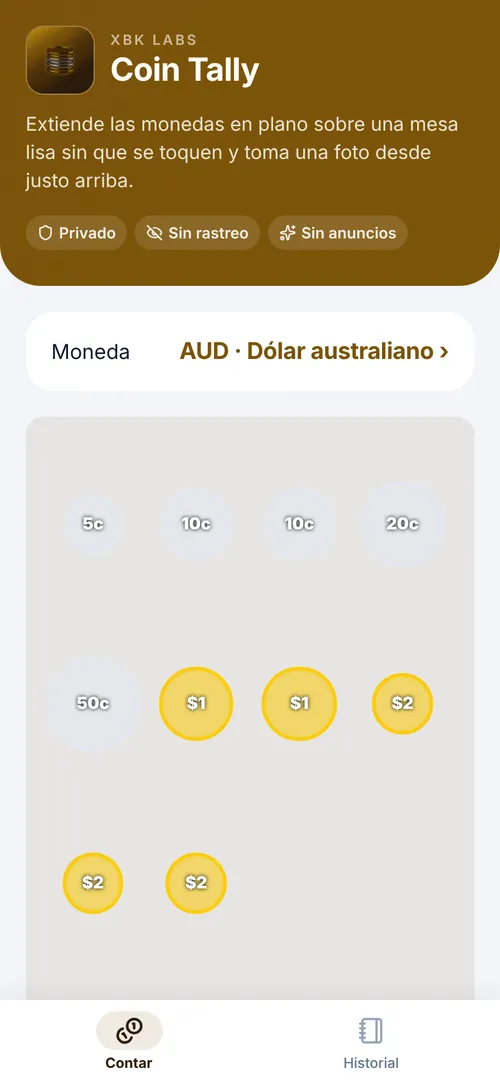 XBK LABS
Coin Tally
Extiende las monedas en plano sobre una mesa
lisa sin que se toquen y toma una foto desde
justo arriba.
Privado
Sin rastreo
Sin anuncios
Moneda
AUD · Dólar australiano ›
5c
10c
10c
20c
50c
$1
$1
$2
$2
$2
Contar
Historial